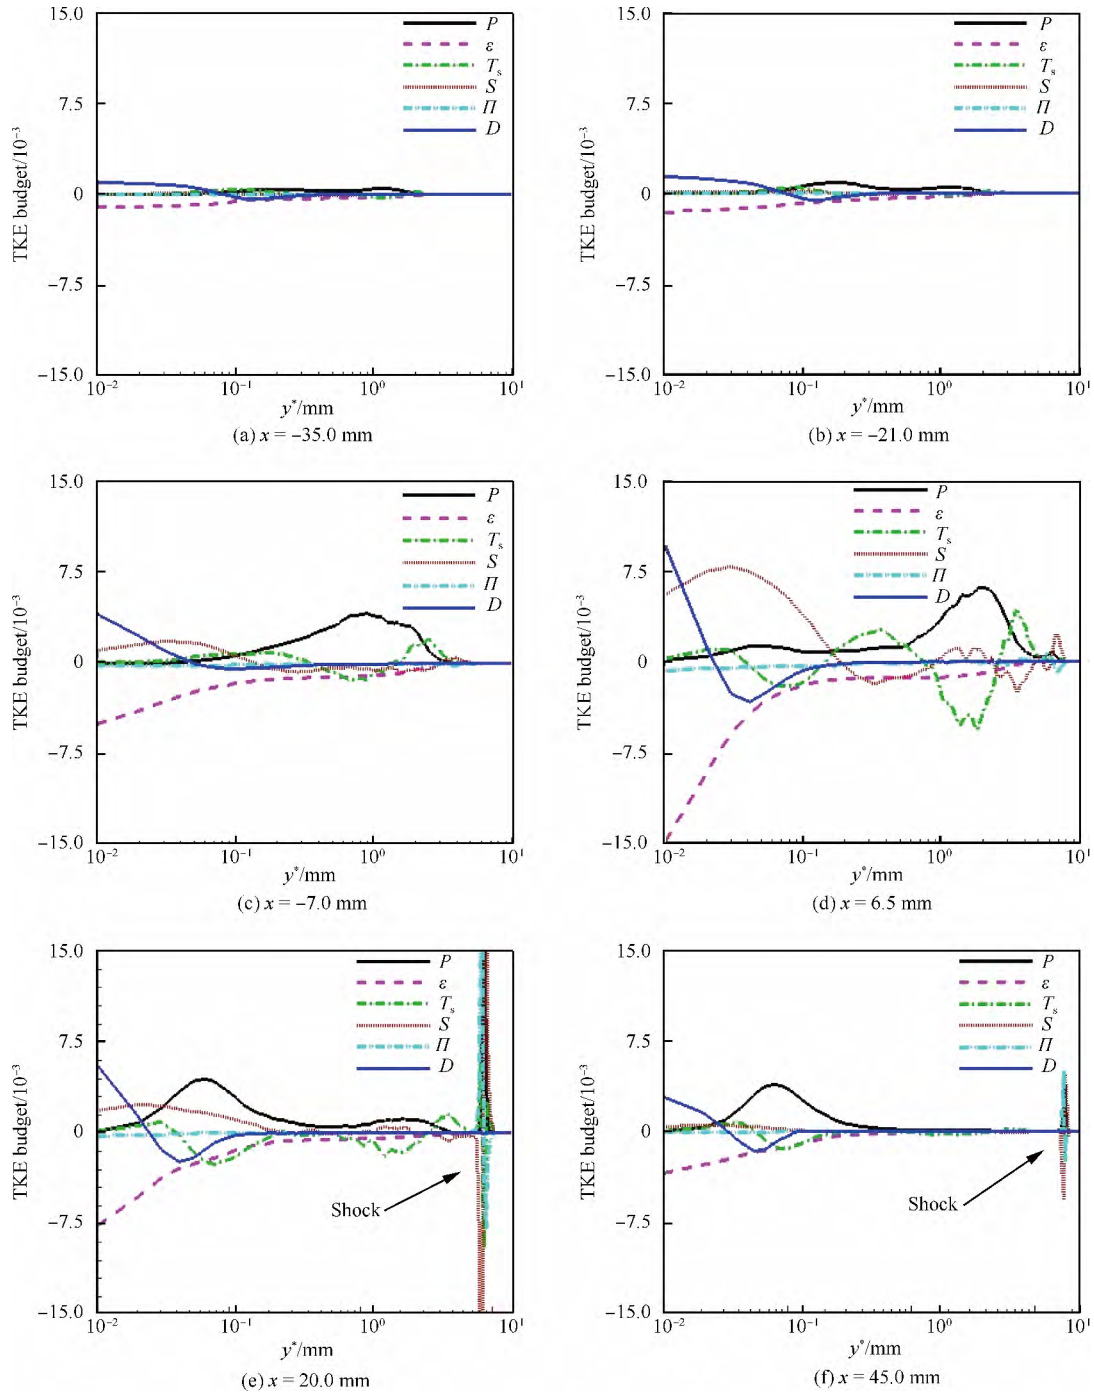 15.0
7.5
0
−7.5
−15.0
TKE budget/10⁻³
P
ε
Tₛ
S
Π
D
10⁻² 10⁻¹ 10⁰ 10¹
y*/mm
(a) x = −35.0 mm
15.0
7.5
0
−7.5
−15.0
TKE budget/10⁻³
P
ε
Tₛ
S
Π
D
10⁻² 10⁻¹ 10⁰ 10¹
y*/mm
(b) x = −21.0 mm
15.0
7.5
0
−7.5
−15.0
TKE budget/10⁻³
P
ε
Tₛ
S
Π
D
10⁻² 10⁻¹ 10⁰ 10¹
y*/mm
(c) x = −7.0 mm
15.0
7.5
0
−7.5
−15.0
TKE budget/10⁻³
P
ε
Tₛ
S
Π
D
10⁻² 10⁻¹ 10⁰ 10¹
y*/mm
(d) x = 6.5 mm
15.0
7.5
0
−7.5
−15.0
TKE budget/10⁻³
P
ε
Tₛ
S
Π
D
Shock
10⁻² 10⁻¹ 10⁰ 10¹
y*/mm
(e) x = 20.0 mm
15.0
7.5
0
−7.5
−15.0
TKE budget/10⁻³
P
ε
Tₛ
S
Π
D
Shock
10⁻² 10⁻¹ 10⁰ 10¹
y*/mm
(f) x = 45.0 mm